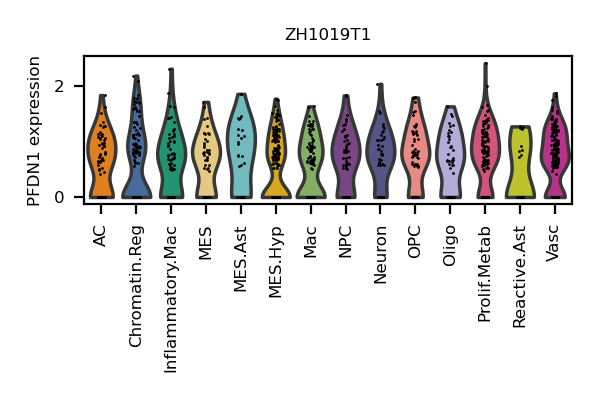 ZH1019T1
PFDN1 expression
2
0
AC
Chromatin.Reg
Inflammatory.Mac
MES
MES.Ast
MES.Hyp
Mac
NPC
Neuron
OPC
Oligo
Prolif.Metab
Reactive.Ast
Vasc